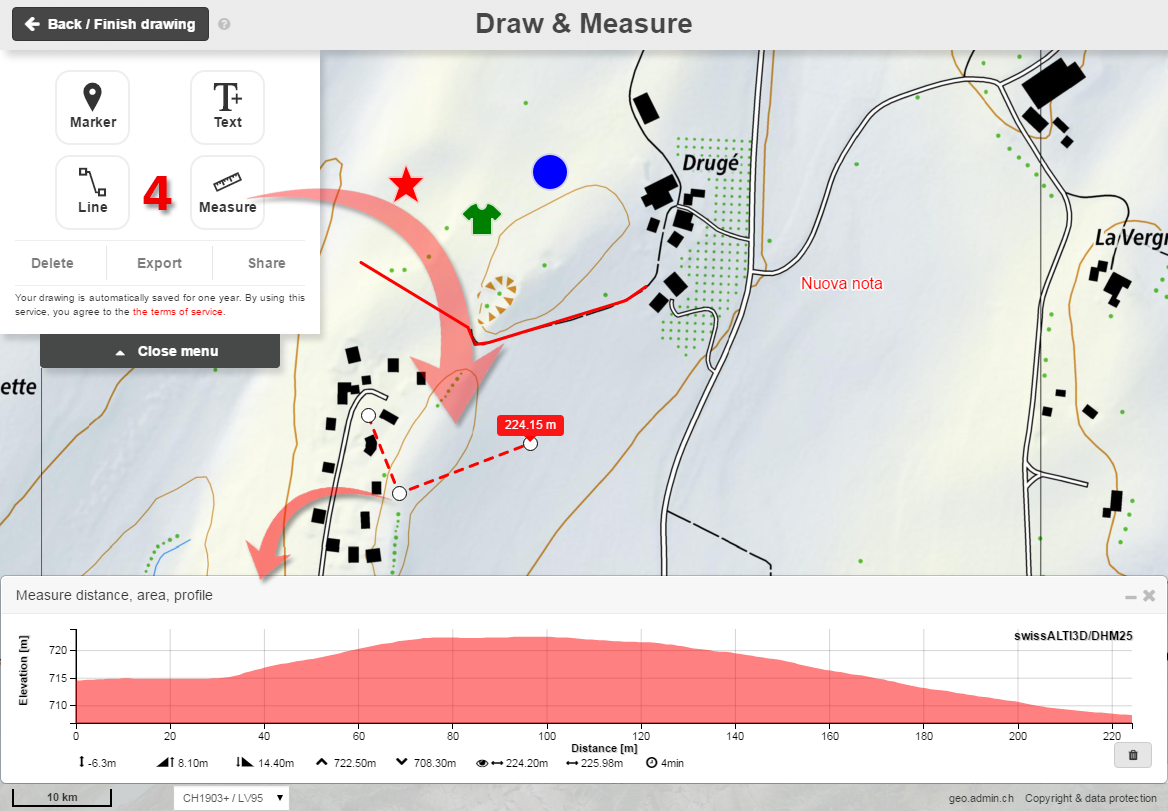 Back / Finish drawing
?
Draw & Measure
Marker
Text
Line
4
Measure
Delete
Export
Share
Your drawing is automatically saved for one year. By using this
service, you agree to the the terms of service.
Close menu
Drugé
La Vergn
Nuova nota
ette
224.15 m
Measure distance, area, profile
swissALTI3D/DHM25
Elevation [m]
720
715
710
0 20 40 60 80 100 120 140 160 180 200 220
Distance [m]
-6.3m 8.10m 14.40m 722.50m 708.30m 224.20m 225.98m 4min
10 km
CH1903+ / LV95
geo.admin.ch Copyright & data protection